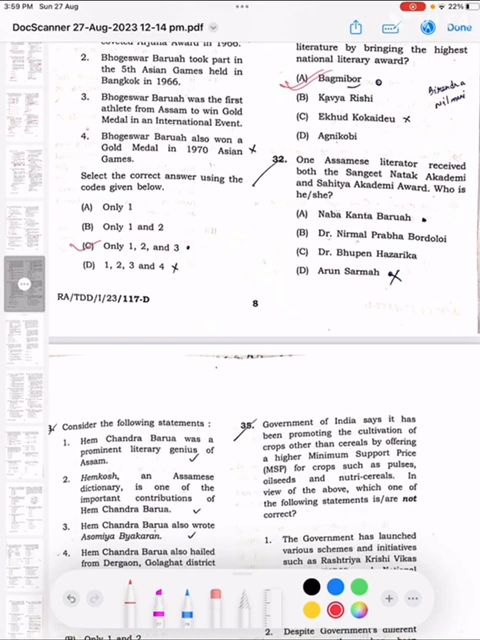 3:59 PM Sun 27 Aug
22%
DocScanner 27-Aug-2023 12-14 pm.pdf
Done
coveted Arjuna Award in 1966.
2. Bhogeswar Baruah took part in
the 5th Asian Games held in
Bangkok in 1966.
3. Bhogeswar Baruah was the first
athlete from Assam to win Gold
Medal in an International Event.
4. Bhogeswar Baruah also won a
Gold Medal in 1970 Asian
Games.
Select the correct answer using the
codes given below.
(A) Only 1
(B) Only 1 and 2
(C) Only 1, 2, and 3
(D) 1, 2, 3 and 4
RA/TDD/1/23/117-D
8
literature by bringing the highest
national literary award?
(A) Bagmibor
(B) Kavya Rishi
(C) Ekhud Kokaideu
(D) Agnikobi
Birendra
Nilmani
32. One Assamese literator received
both the Sangeet Natak Akademi
and Sahitya Akademi Award. Who is
he/she?
(A) Naba Kanta Baruah
(B) Dr. Nirmal Prabha Bordoloi
(C) Dr. Bhupen Hazarika
(D) Arun Sarmah
Consider the following statements :
1. Hem Chandra Barua was a
prominent literary genius of
Assam.
2. Hemkosh, an Assamese
dictionary, is one of the
important contributions of
Hem Chandra Barua.
3. Hem Chandra Barua also wrote
Asomiya Byakaran.
4. Hem Chandra Barua also hailed
from Dergaon, Golaghat district
(B) Only 1 and 2
35. Government of India says it has
been promoting the cultivation of
crops other than cereals by offering
a higher Minimum Support Price
(MSP) for crops such as pulses,
oilseeds and nutri-cereals. In
view of the above, which one of
the following statements is/are not
correct?
1. The Government has launched
various schemes and initiatives
such as Rashtriya Krishi Vikas
2. Despite Government's different